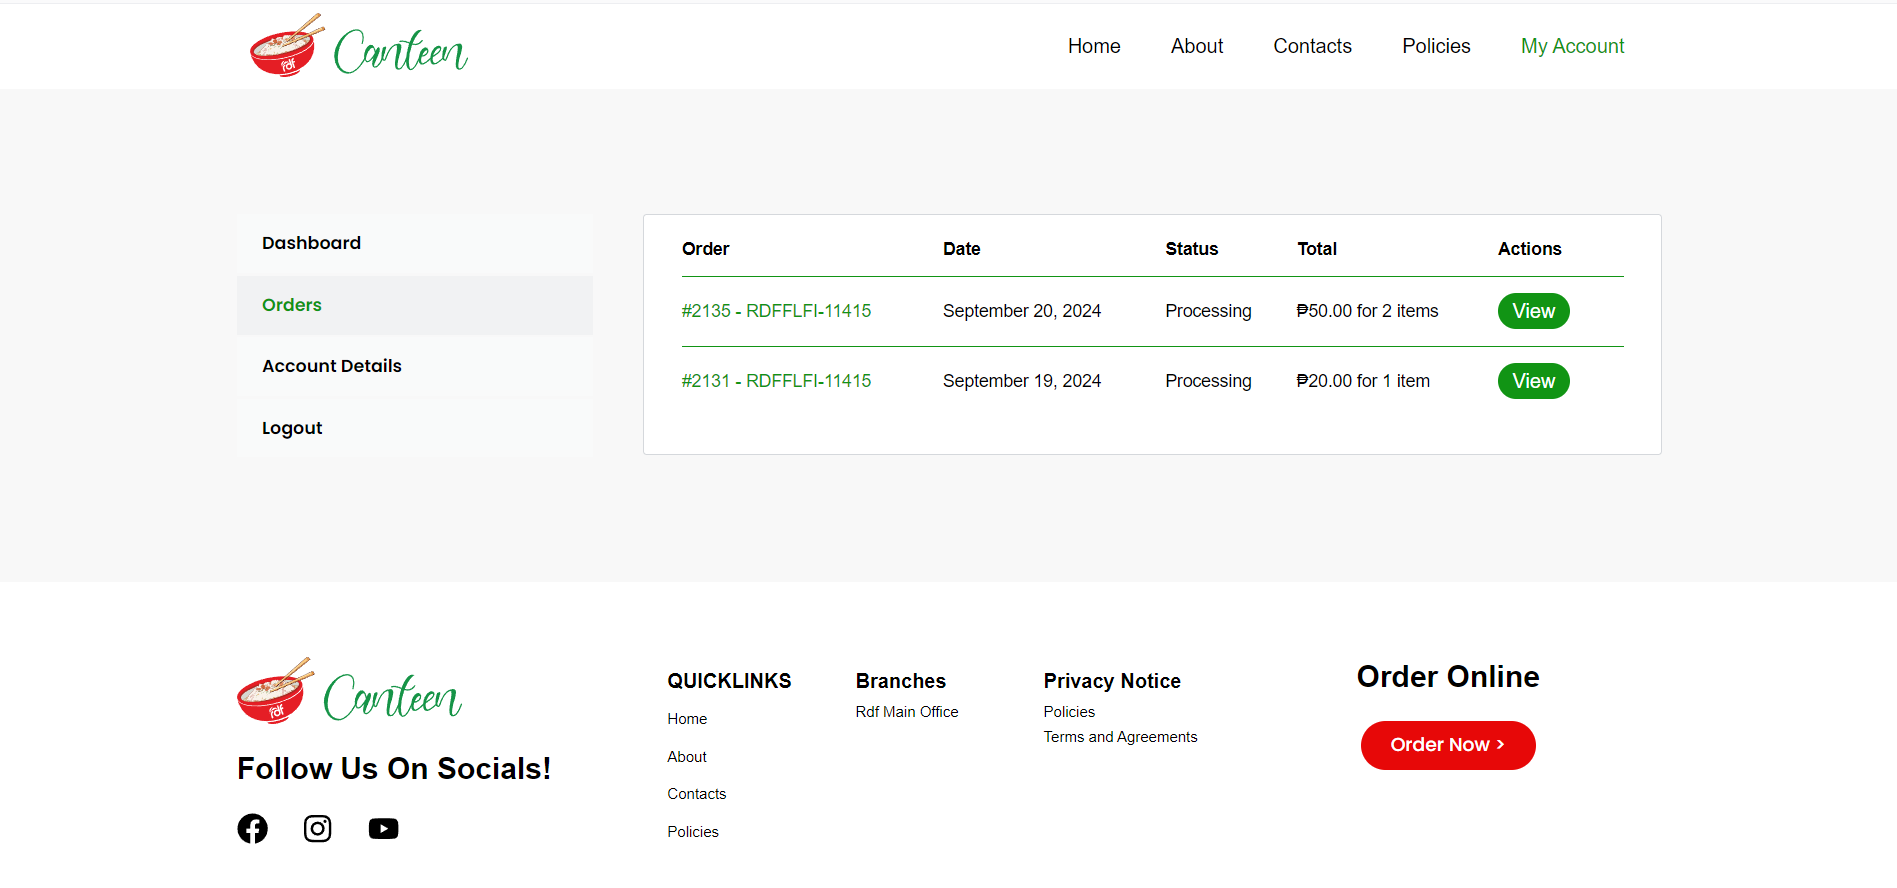 rdf Canteen
Home About Contacts Policies My Account
Dashboard
Orders
Account Details
Logout
Order Date Status Total Actions
#2135 - RDFFLFI-11415 September 20, 2024 Processing ₱50.00 for 2 items View
#2131 - RDFFLFI-11415 September 19, 2024 Processing ₱20.00 for 1 item View
rdf Canteen
Follow Us On Socials!
QUICKLINKS
Home
About
Contacts
Policies
Branches
Rdf Main Office
Privacy Notice
Policies
Terms and Agreements
Order Online
Order Now >